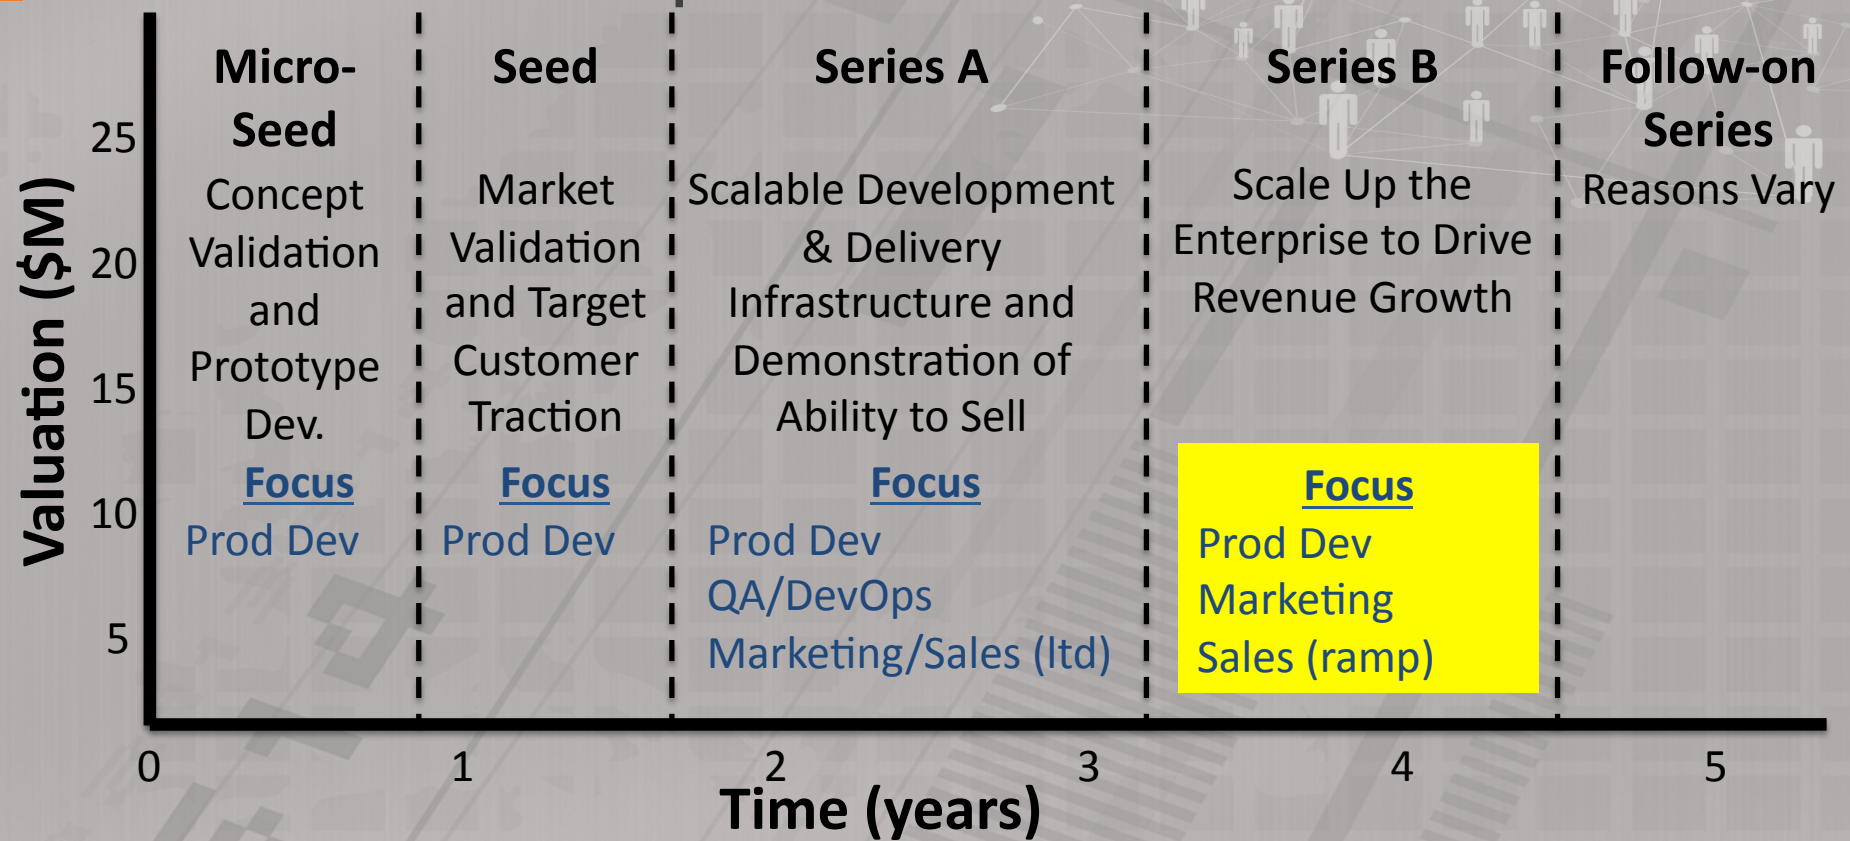 Micro-
Seed
Concept
Validation
and
Prototype
Dev.
Focus
Prod Dev
Seed
Market
Validation
and Target
Customer
Traction
Focus
Prod Dev
Series A
Scalable Development
& Delivery
Infrastructure and
Demonstration of
Ability to Sell
Focus
Prod Dev
QA/DevOps
Marketing/Sales (ltd)
Series B
Scale Up the
Enterprise to Drive
Revenue Growth
Focus
Prod Dev
Marketing
Sales (ramp)
Follow-on
Series
Reasons Vary
Valuation ($M)
25
20
15
10
5
0 1 2 3 4 5
Time (years)